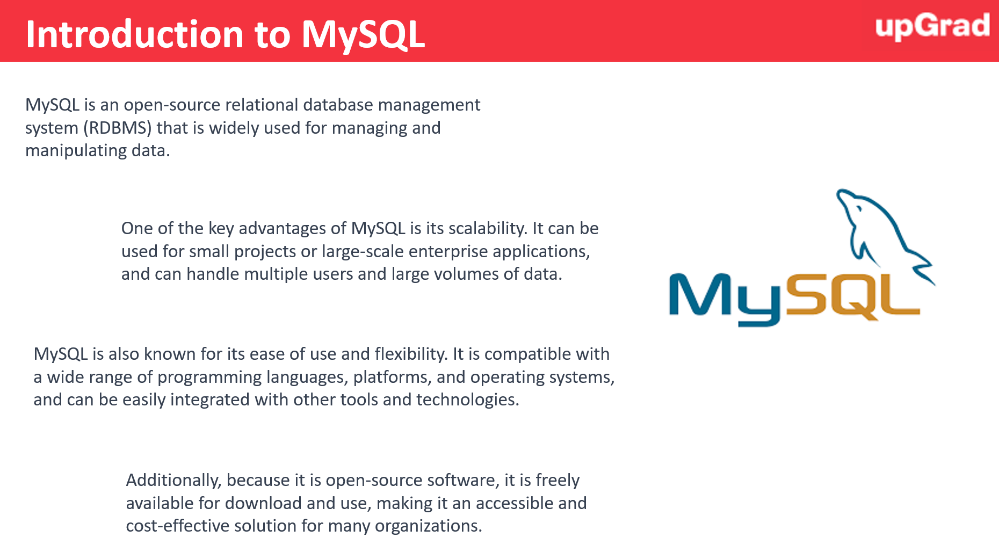 Introduction to MySQL
upGrad
MySQL is an open-source relational database management
system (RDBMS) that is widely used for managing and
manipulating data.
One of the key advantages of MySQL is its scalability. It can be
used for small projects or large-scale enterprise applications,
and can handle multiple users and large volumes of data.
MySQL
MySQL is also known for its ease of use and flexibility. It is compatible with
a wide range of programming languages, platforms, and operating systems,
and can be easily integrated with other tools and technologies.
Additionally, because it is open-source software, it is freely
available for download and use, making it an accessible and
cost-effective solution for many organizations.